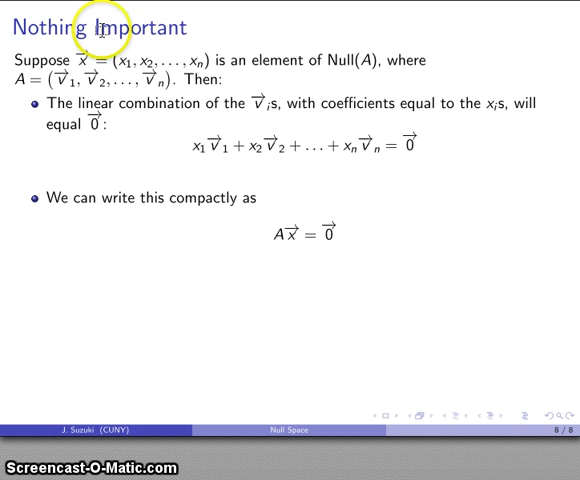 Nothing Important
Suppose x⃗ = (x₁, x₂, . . . , xₙ) is an element of Null(A), where
A = (V⃗₁, V⃗₂, . . . , V⃗ₙ). Then:
The linear combination of the V⃗ᵢs, with coefficients equal to the xᵢs, will
equal 0⃗ :
x₁V⃗₁ + x₂V⃗₂ + . . . + xₙV⃗ₙ = 0⃗
We can write this compactly as
Ax⃗ = 0⃗
J. Suzuki (CUNY) Null Space 8 / 8
Screencast-O-Matic.com